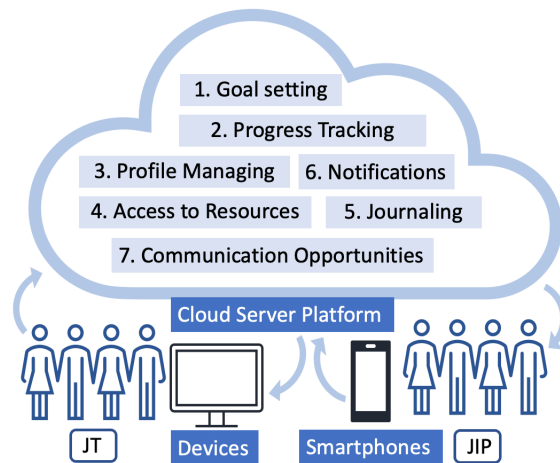 1. Goal setting
2. Progress Tracking
3. Profile Managing
6. Notifications
4. Access to Resources
5. Journaling
7. Communication Opportunities
Cloud Server Platform
JT
Devices
Smartphones
JIP